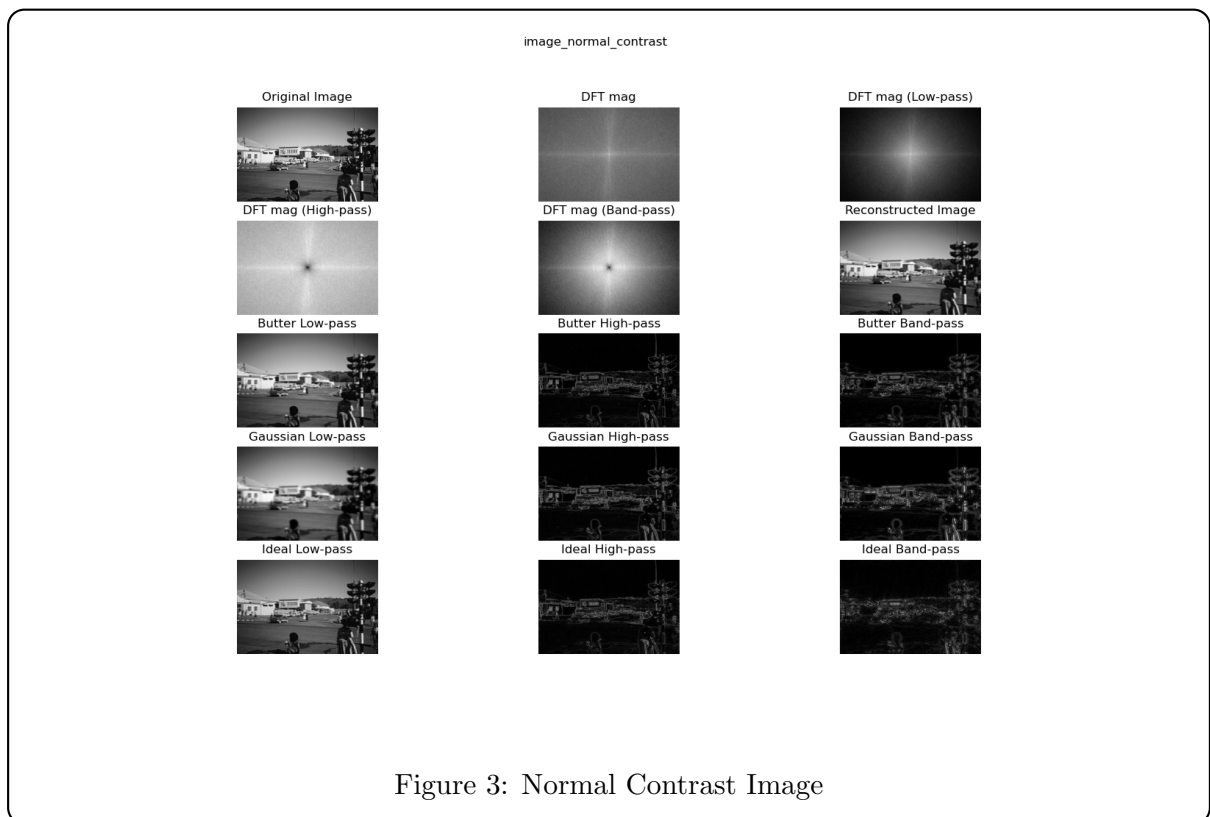 image_normal_contrast
Original Image
DFT mag
DFT mag (Low-pass)
DFT mag (High-pass)
DFT mag (Band-pass)
Reconstructed Image
Butter Low-pass
Butter High-pass
Butter Band-pass
Gaussian Low-pass
Gaussian High-pass
Gaussian Band-pass
Ideal Low-pass
Ideal High-pass
Ideal Band-pass
Figure 3: Normal Contrast Image